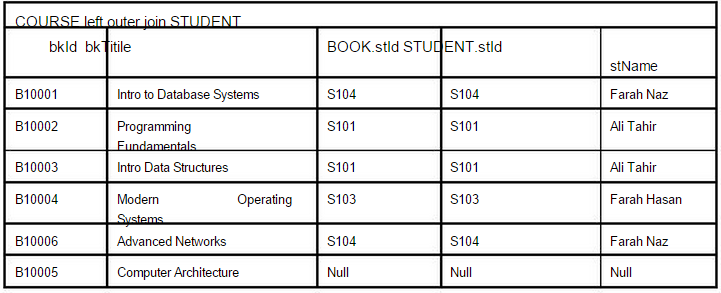 COURSE left outer join STUDENT
bkId bkTitile BOOK.stId STUDENT.stId
stName
B10001 Intro to Database Systems S104 S104 Farah Naz
B10002 Programming S101 S101 Ali Tahir
Fundamentals
B10003 Intro Data Structures S101 S101 Ali Tahir
B10004 Modern Operating S103 S103 Farah Hasan
Systems
B10006 Advanced Networks S104 S104 Farah Naz
B10005 Computer Architecture Null Null Null